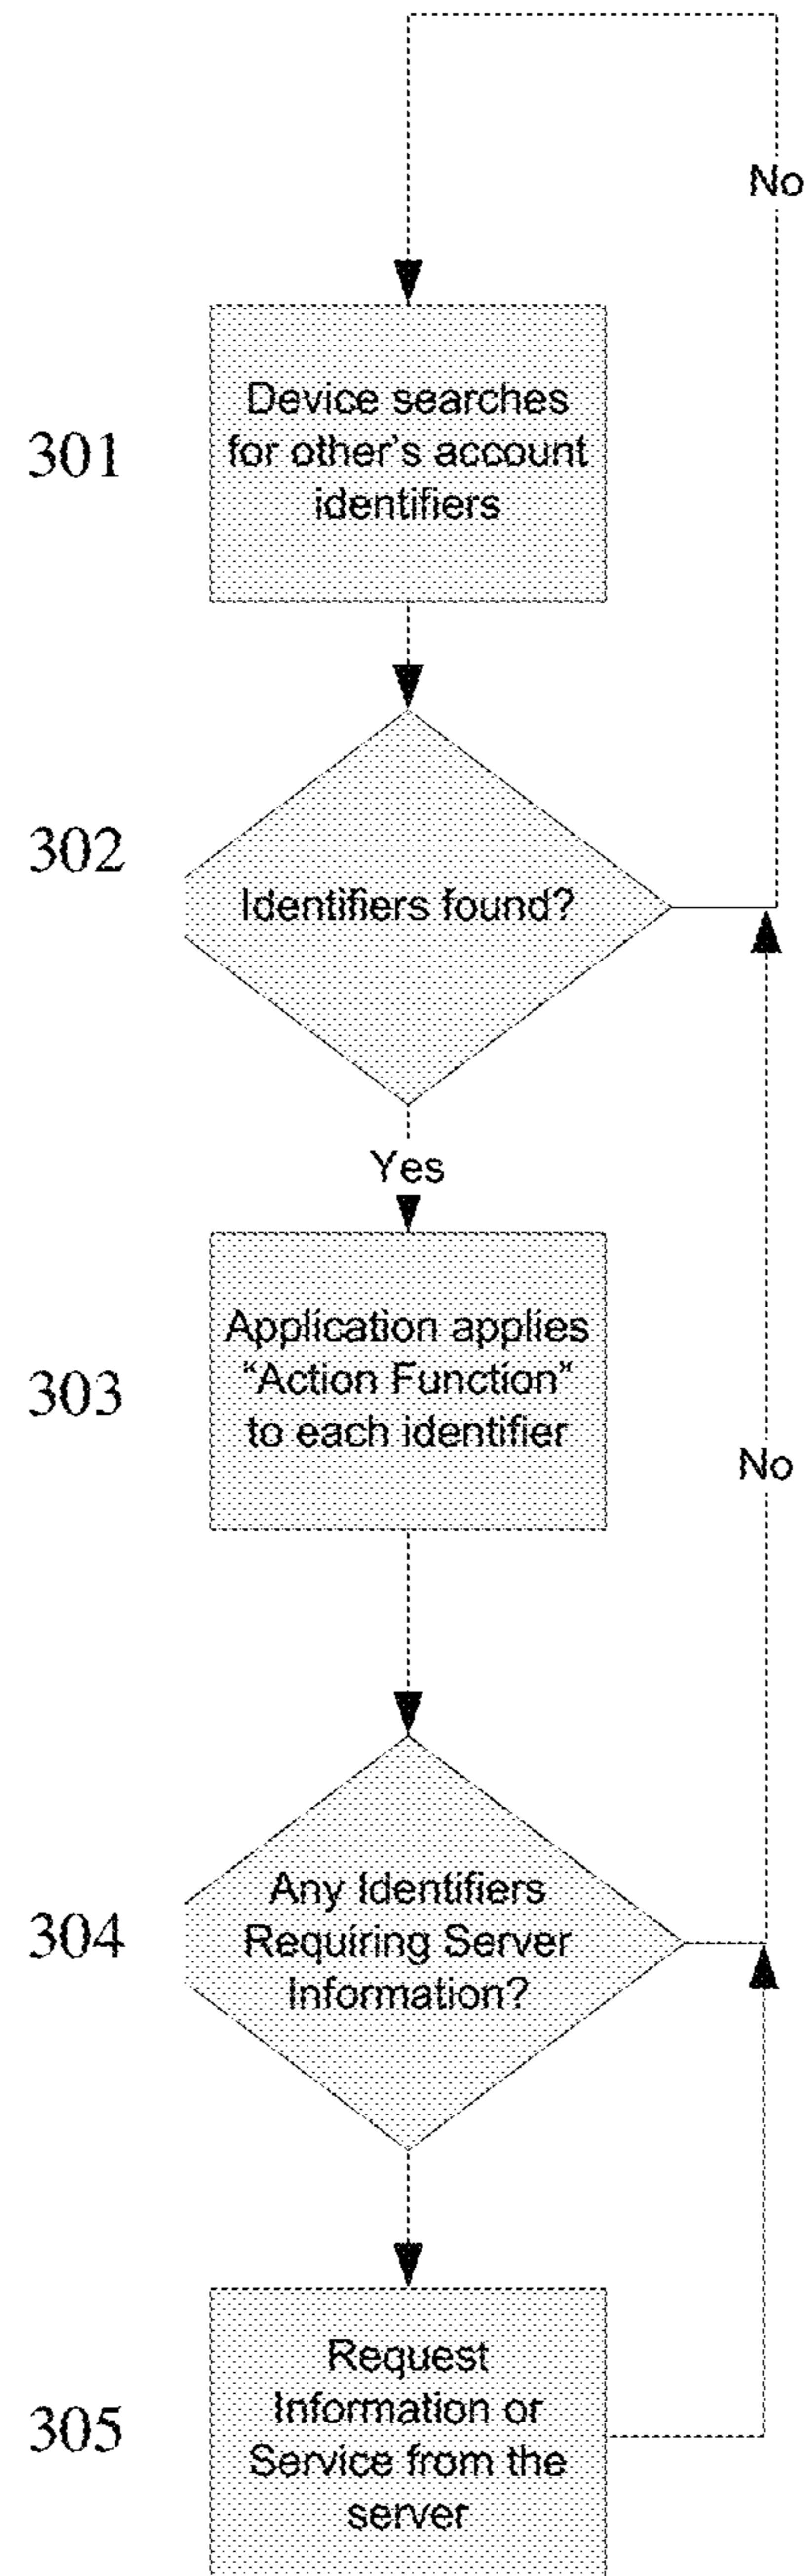 No
301
Device searches
for other's account
identifiers
302
Identifiers found?
Yes
303
Application applies
“Action Function”
to each identifier
No
304
Any Identifiers
Requiring Server
Information?
305
Request
Information or
Service from the
server